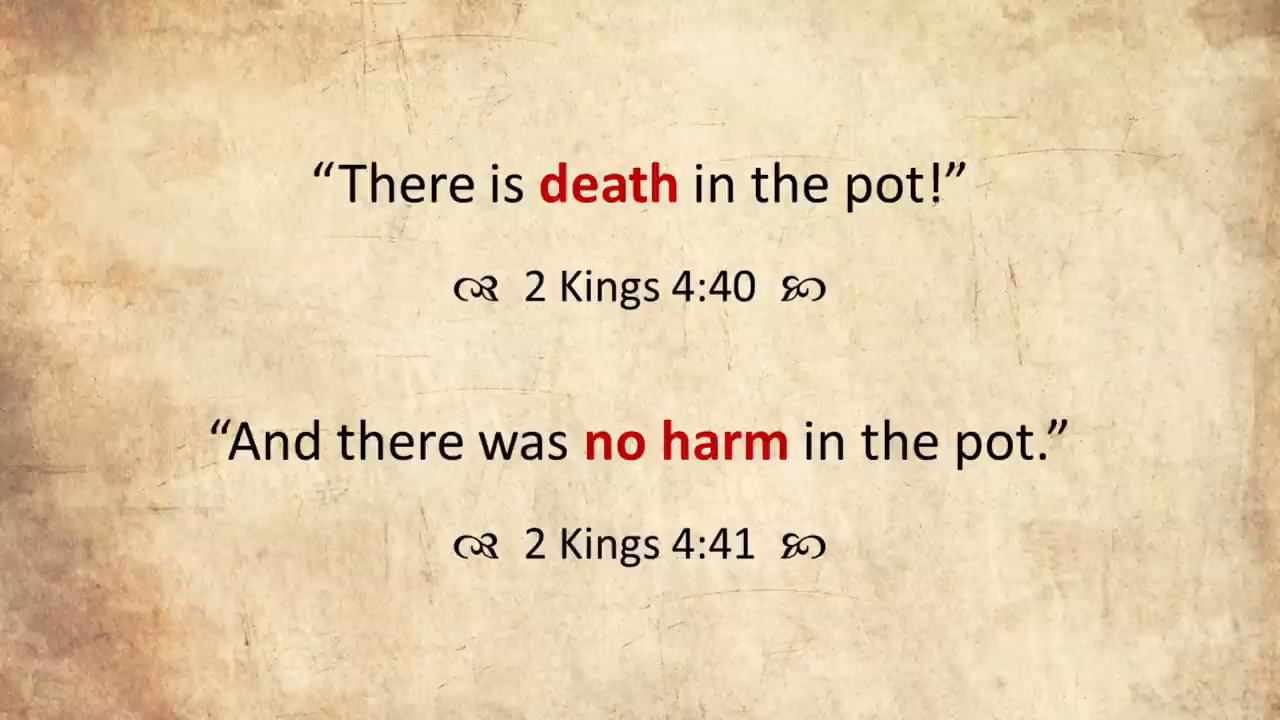 “There is death in the pot!”
2 Kings 4:40
“And there was no harm in the pot.”
2 Kings 4:41